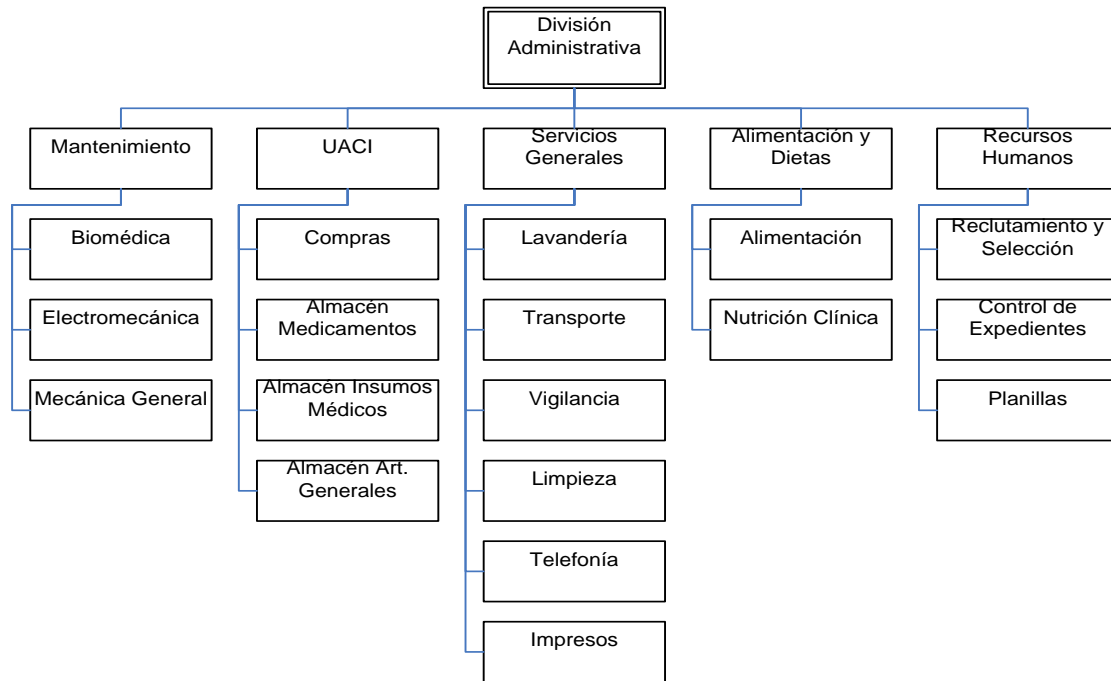 División
Administrativa
Mantenimiento
UACI
Servicios
Generales
Alimentación y
Dietas
Recursos
Humanos
Biomédica
Electromecánica
Mecánica General
Compras
Almacén
Medicamentos
Almacén Insumos
Médicos
Almacén Art.
Generales
Lavandería
Transporte
Vigilancia
Limpieza
Telefonía
Impresos
Alimentación
Nutrición Clínica
Reclutamiento y
Selección
Control de
Expedientes
Planillas